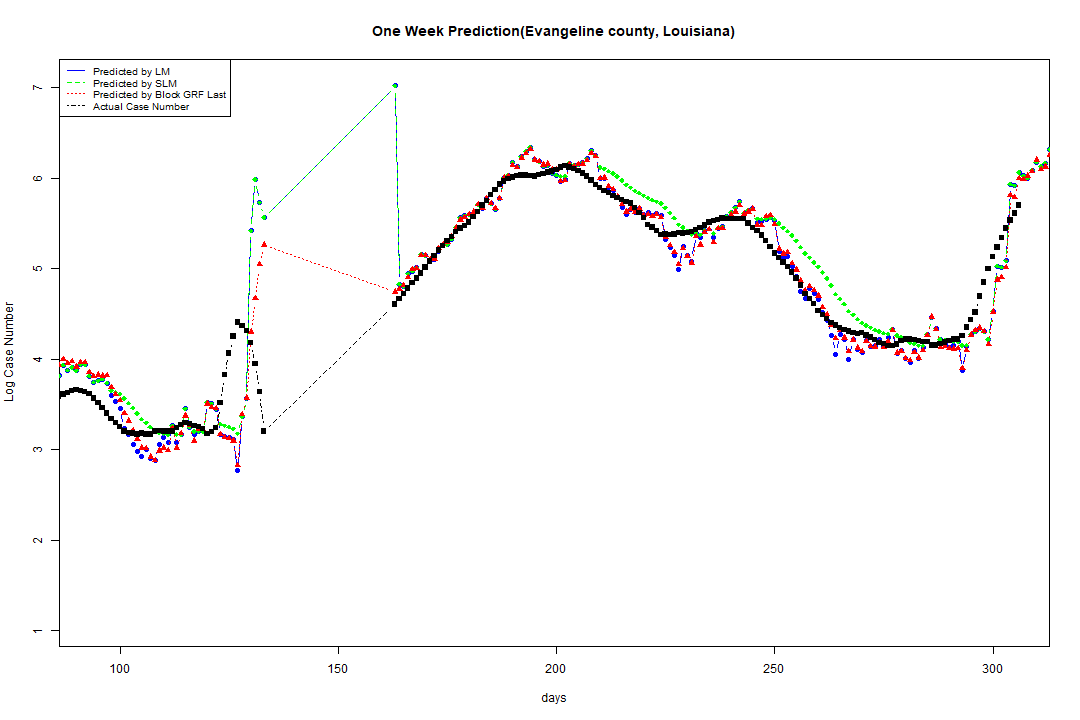 One Week Prediction(Evangeline county, Louisiana)
Predicted by LM
Predicted by SLM
Predicted by Block GRF Last
Actual Case Number
7
6
5
4
3
2
1
Log Case Number
100 150 200 250 300
days